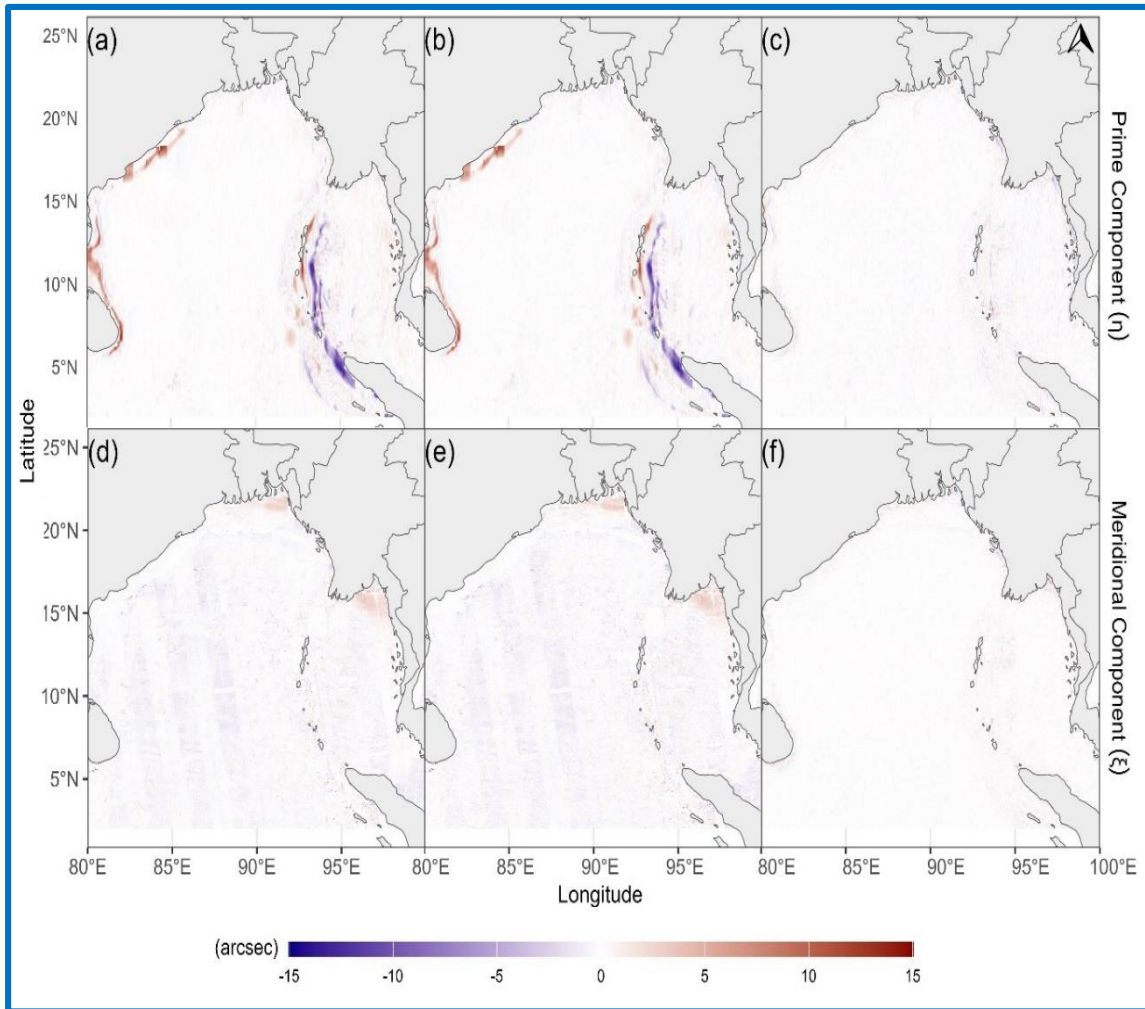 (a) (b) (c)
25°N
20°N
15°N
10°N
5°N
Prime Component (η)
Latitude
(d) (e) (f)
25°N
20°N
15°N
10°N
5°N
Meridional Component (ξ)
80°E 85°E 90°E 95°E 80°E 85°E 90°E 95°E 80°E 85°E 90°E 95°E 100°E
Longitude
(arcsec)
-15 -10 -5 0 5 10 15